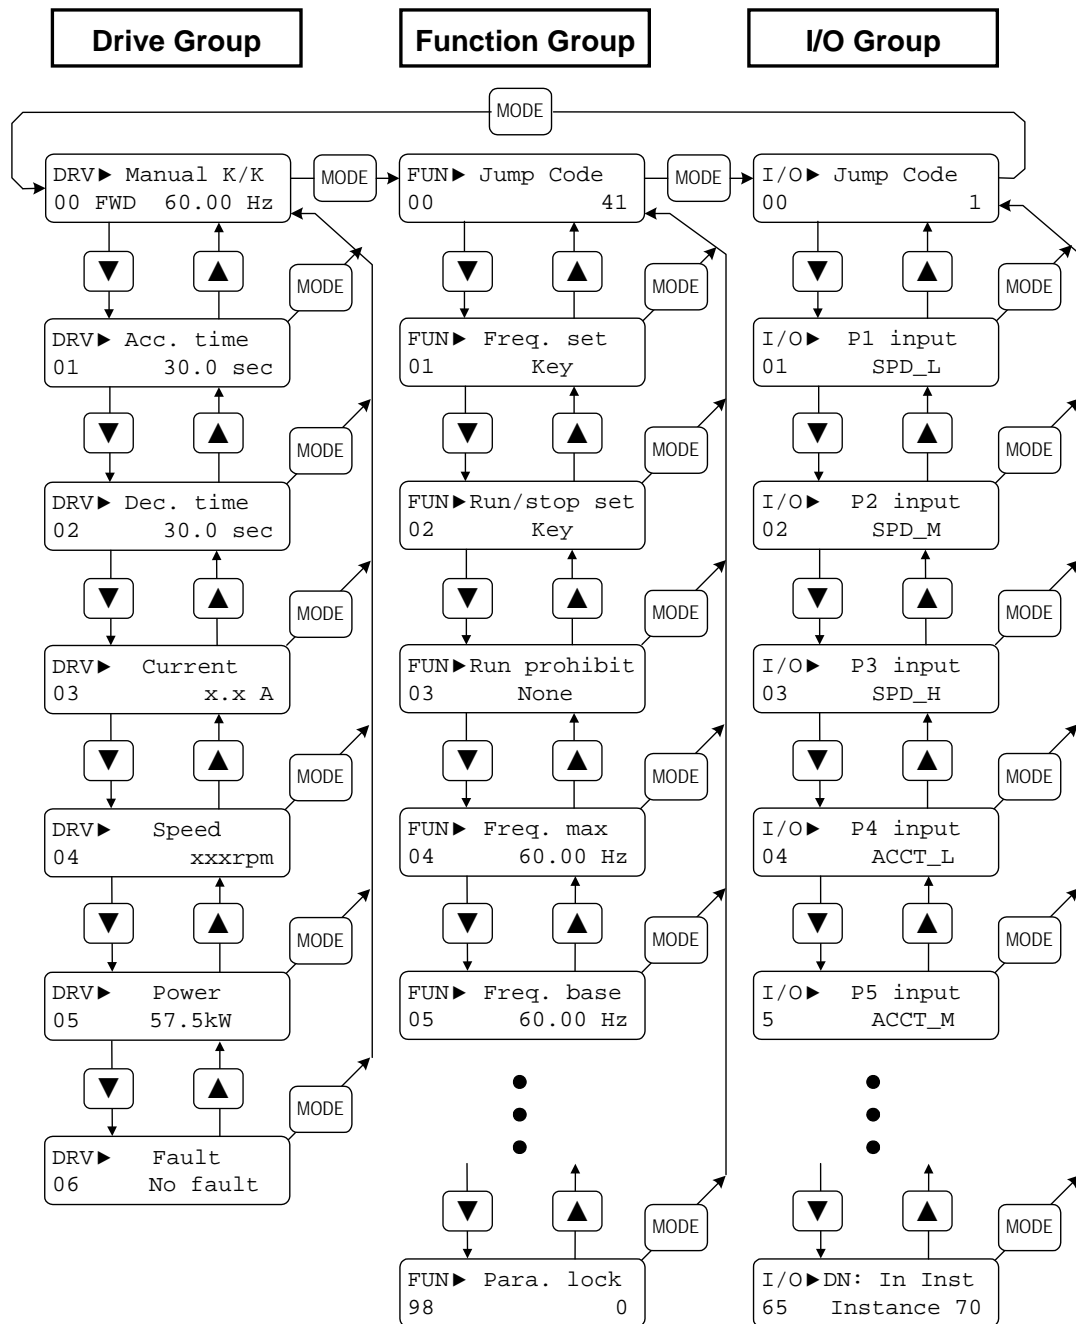 Drive Group
Function Group
I/O Group
MODE
DRV► Manual K/K
00 FWD 60.00 Hz
MODE
FUN► Jump Code
00 41
MODE
I/O► Jump Code
00 1
▼
▲
MODE
▼
▲
MODE
▼
▲
MODE
DRV► Acc. time
01 30.0 sec
FUN► Freq. set
01 Key
I/O► P1 input
01 SPD_L
▼
▲
MODE
▼
▲
MODE
▼
▲
MODE
DRV► Dec. time
02 30.0 sec
FUN►Run/stop set
02 Key
I/O► P2 input
02 SPD_M
▼
▲
MODE
▼
▲
MODE
▼
▲
MODE
DRV► Current
03 x.x A
FUN►Run prohibit
03 None
I/O► P3 input
03 SPD_H
▼
▲
MODE
▼
▲
MODE
▼
▲
MODE
DRV► Speed
04 xxxrpm
FUN► Freq. max
04 60.00 Hz
I/O► P4 input
04 ACCT_L
▼
▲
MODE
▼
▲
MODE
▼
▲
MODE
DRV► Power
05 57.5kW
FUN► Freq. base
05 60.00 Hz
I/O► P5 input
5 ACCT_M
▼
▲
MODE
DRV► Fault
06 No fault
▼
▲
MODE
▼
▲
MODE
FUN► Para. lock
98 0
I/O►DN: In Inst
65 Instance 70